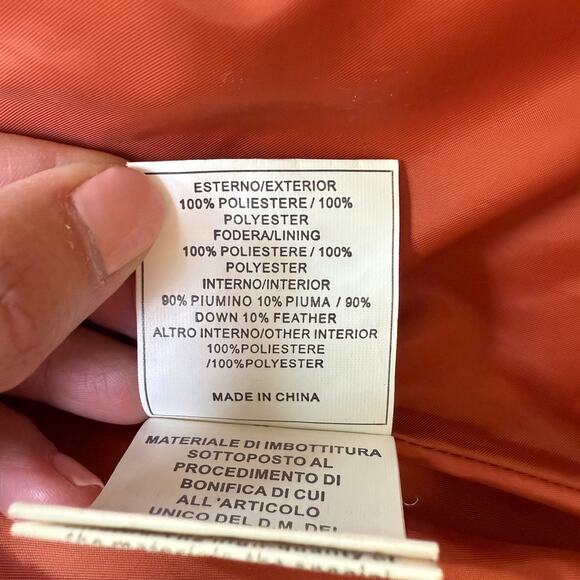 ESTERNO/EXTERIOR
100% POLIESTERE / 100%
POLYESTER
FODERA/LINING
100% POLIESTERE / 100%
POLYESTER
INTERNO/INTERIOR
90% PIUMINO 10% PIUMA / 90%
DOWN 10% FEATHER
ALTRO INTERNO/OTHER INTERIOR
100%POLIESTERE
/100%POLYESTER
MADE IN CHINA
MATERIALE DI IMBOTTITURA
SOTTOPOSTO AL
PROCEDIMENTO DI
BONIFICA DI CUI
ALL'ARTICOLO
UNICO DEL D.M. DEL